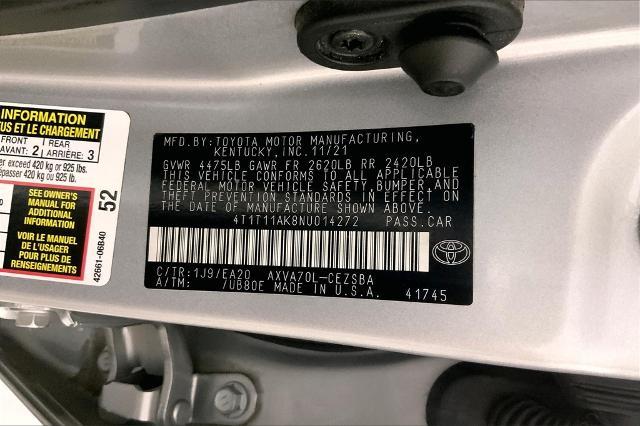 INFORMATION
US ET LE CHARGEMENT
FRONT
AVANT: 2
REAR
ARRIÈRE: 3
er exceed 420 kg or 925 lbs.
épasser 420 kg ou 925 lb.
SEE OWNER'S
MANUAL FOR
ADDITIONAL
INFORMATION
VOIR LE MANUEL
DE L'USAGER
POUR PLUS DE
RENSEIGNEMENTS
52
42661-06B40
MFD.BY:TOYOTA MOTOR MANUFACTURING,
KENTUCKY,INC.11/21
GVWR 4475LB GAWR FR 2620LB RR 2420LB
THIS VEHICLE CONFORMS TO ALL APPLICABLE
FEDERAL MOTOR VEHICLE SAFETY,BUMPER,AND
THEFT PREVENTION STANDARDS IN EFFECT ON
THE DATE OF MANUFACTURE SHOWN ABOVE.
4T1T11AK8NU014272 PASS.CAR
C/TR:1J9/EA20 AXVA70L-CEZSBA
A/TM: /UB80E MADE IN U.S.A. 41745
TOYOTA